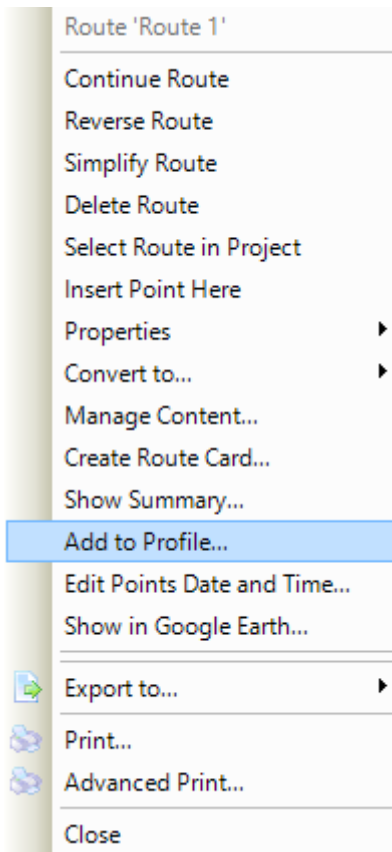 Route 'Route 1'
Continue Route
Reverse Route
Simplify Route
Delete Route
Select Route in Project
Insert Point Here
Properties
Convert to...
Manage Content...
Create Route Card...
Show Summary...
Add to Profile...
Edit Points Date and Time...
Show in Google Earth...
Export to...
Print...
Advanced Print...
Close